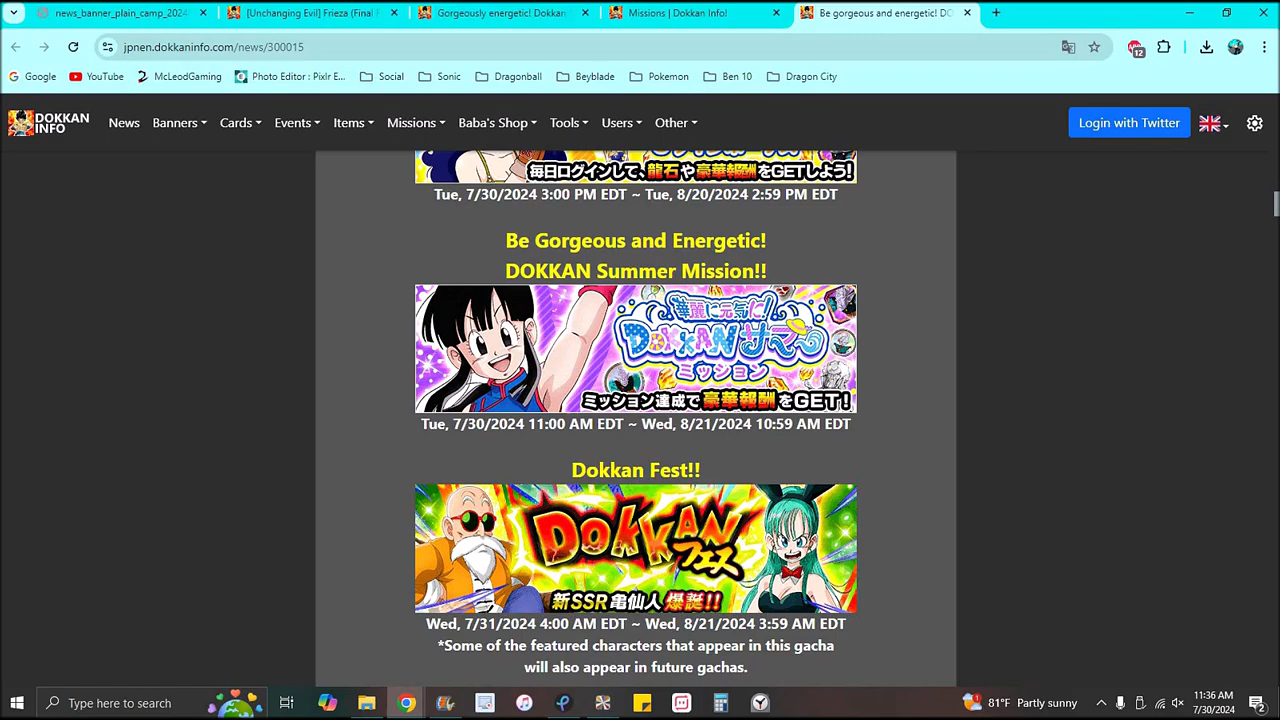 news_banner_plain_camp_2024
[Unchanging Evil] Frieza (Final F
Gorgeously energetic! Dokkan
Missions | Dokkan Info!
Be gorgeous and energetic! DO
jpnen.dokkaninfo.com/news/300015
12
Google
YouTube
McLeodGaming
Photo Editor : Pixlr E...
Social
Sonic
Dragonball
Beyblade
Pokemon
Ben 10
Dragon City
DOKKAN
INFO
News
Banners
Cards
Events
Items
Missions
Baba's Shop
Tools
Users
Other
Login with Twitter
毎日ログインして、龍石や豪華報酬をGETしよう!
Tue, 7/30/2024 3:00 PM EDT ~ Tue, 8/20/2024 2:59 PM EDT
Be Gorgeous and Energetic!
DOKKAN Summer Mission!!
華麗に元気に!
DOKKANサマー
ミッション
ミッション達成で豪華報酬をGET!
Tue, 7/30/2024 11:00 AM EDT ~ Wed, 8/21/2024 10:59 AM EDT
Dokkan Fest!!
DOKKAN
フェス
新SSR亀仙人爆誕!!
Wed, 7/31/2024 4:00 AM EDT ~ Wed, 8/21/2024 3:59 AM EDT
*Some of the featured characters that appear in this gacha
will also appear in future gachas.
Type here to search
81°F Partly sunny
11:36 AM
7/30/2024
2